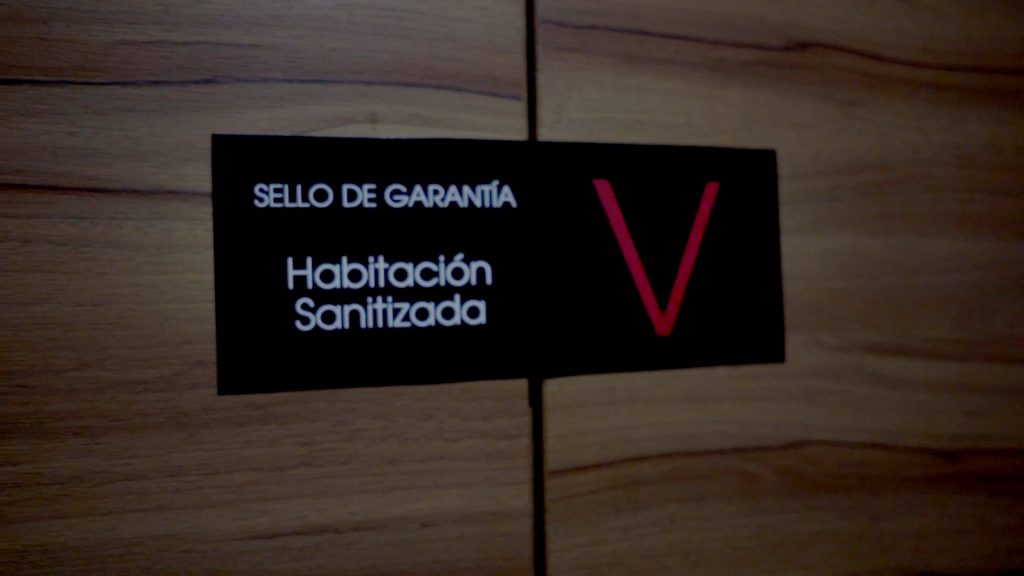 SELLO DE GARANTÍA
Habitación
Sanitizada
V